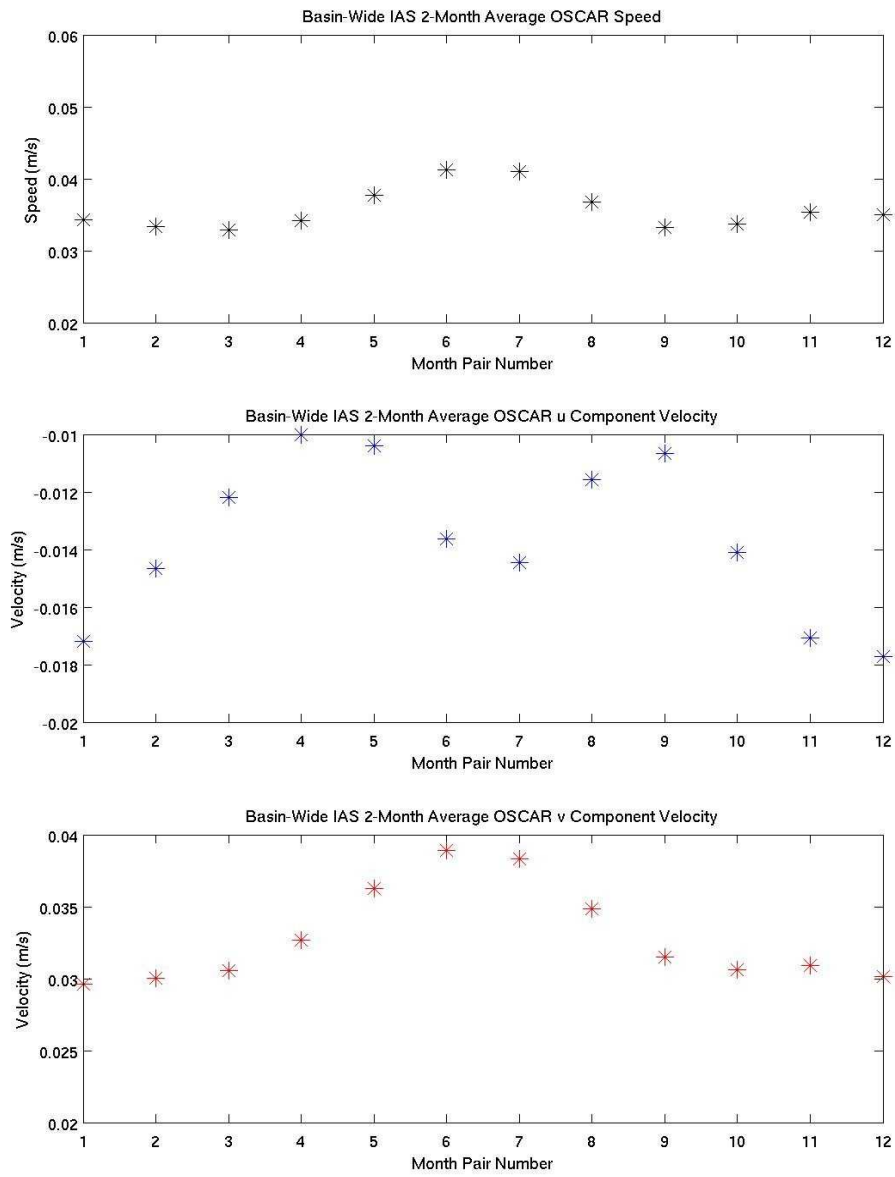 Basin-Wide IAS 2-Month Average OSCAR Speed
0.06
0.05
0.04
0.03
0.02
Speed (m/s)
1 2 3 4 5 6 7 8 9 10 11 12
Month Pair Number
Basin-Wide IAS 2-Month Average OSCAR u Component Velocity
-0.01
-0.012
-0.014
-0.016
-0.018
-0.02
Velocity (m/s)
1 2 3 4 5 6 7 8 9 10 11 12
Month Pair Number
Basin-Wide IAS 2-Month Average OSCAR v Component Velocity
0.04
0.035
0.03
0.025
0.02
Velocity (m/s)
1 2 3 4 5 6 7 8 9 10 11 12
Month Pair Number